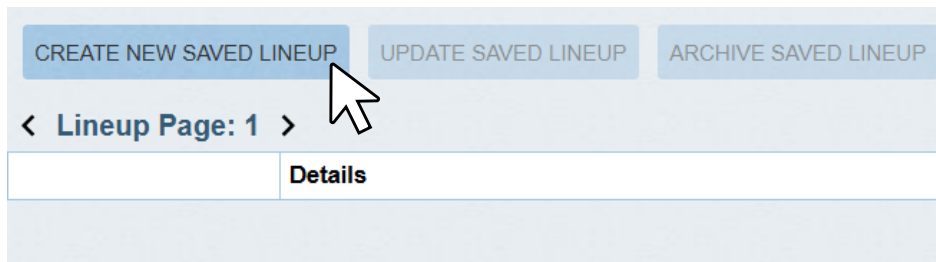 CREATE NEW SAVED LINEUP UPDATE SAVED LINEUP ARCHIVE SAVED LINEUP
< Lineup Page: 1 >
Details